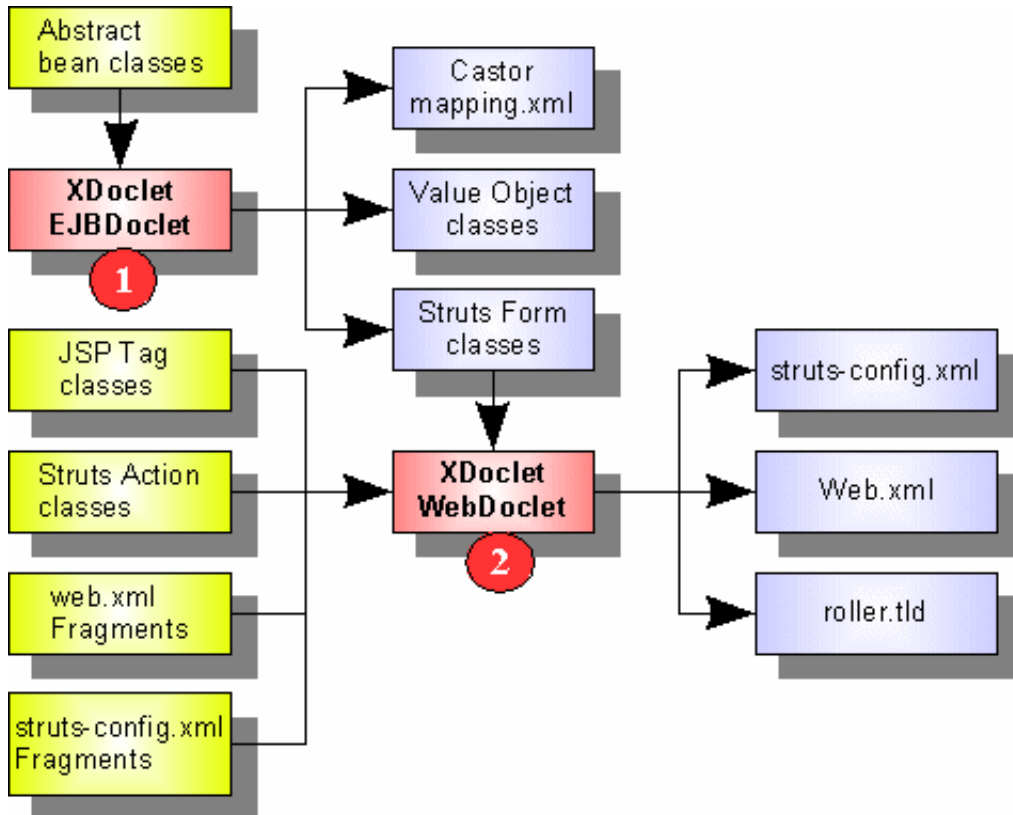 Abstract
bean classes
Castor
mapping.xml
XDoclet
EJBDoclet
1
Value Object
classes
Struts Form
classes
JSP Tag
classes
struts-config.xml
Struts Action
classes
XDoclet
WebDoclet
2
Web.xml
web.xml
Fragments
roller.tld
struts-config.xml
Fragments